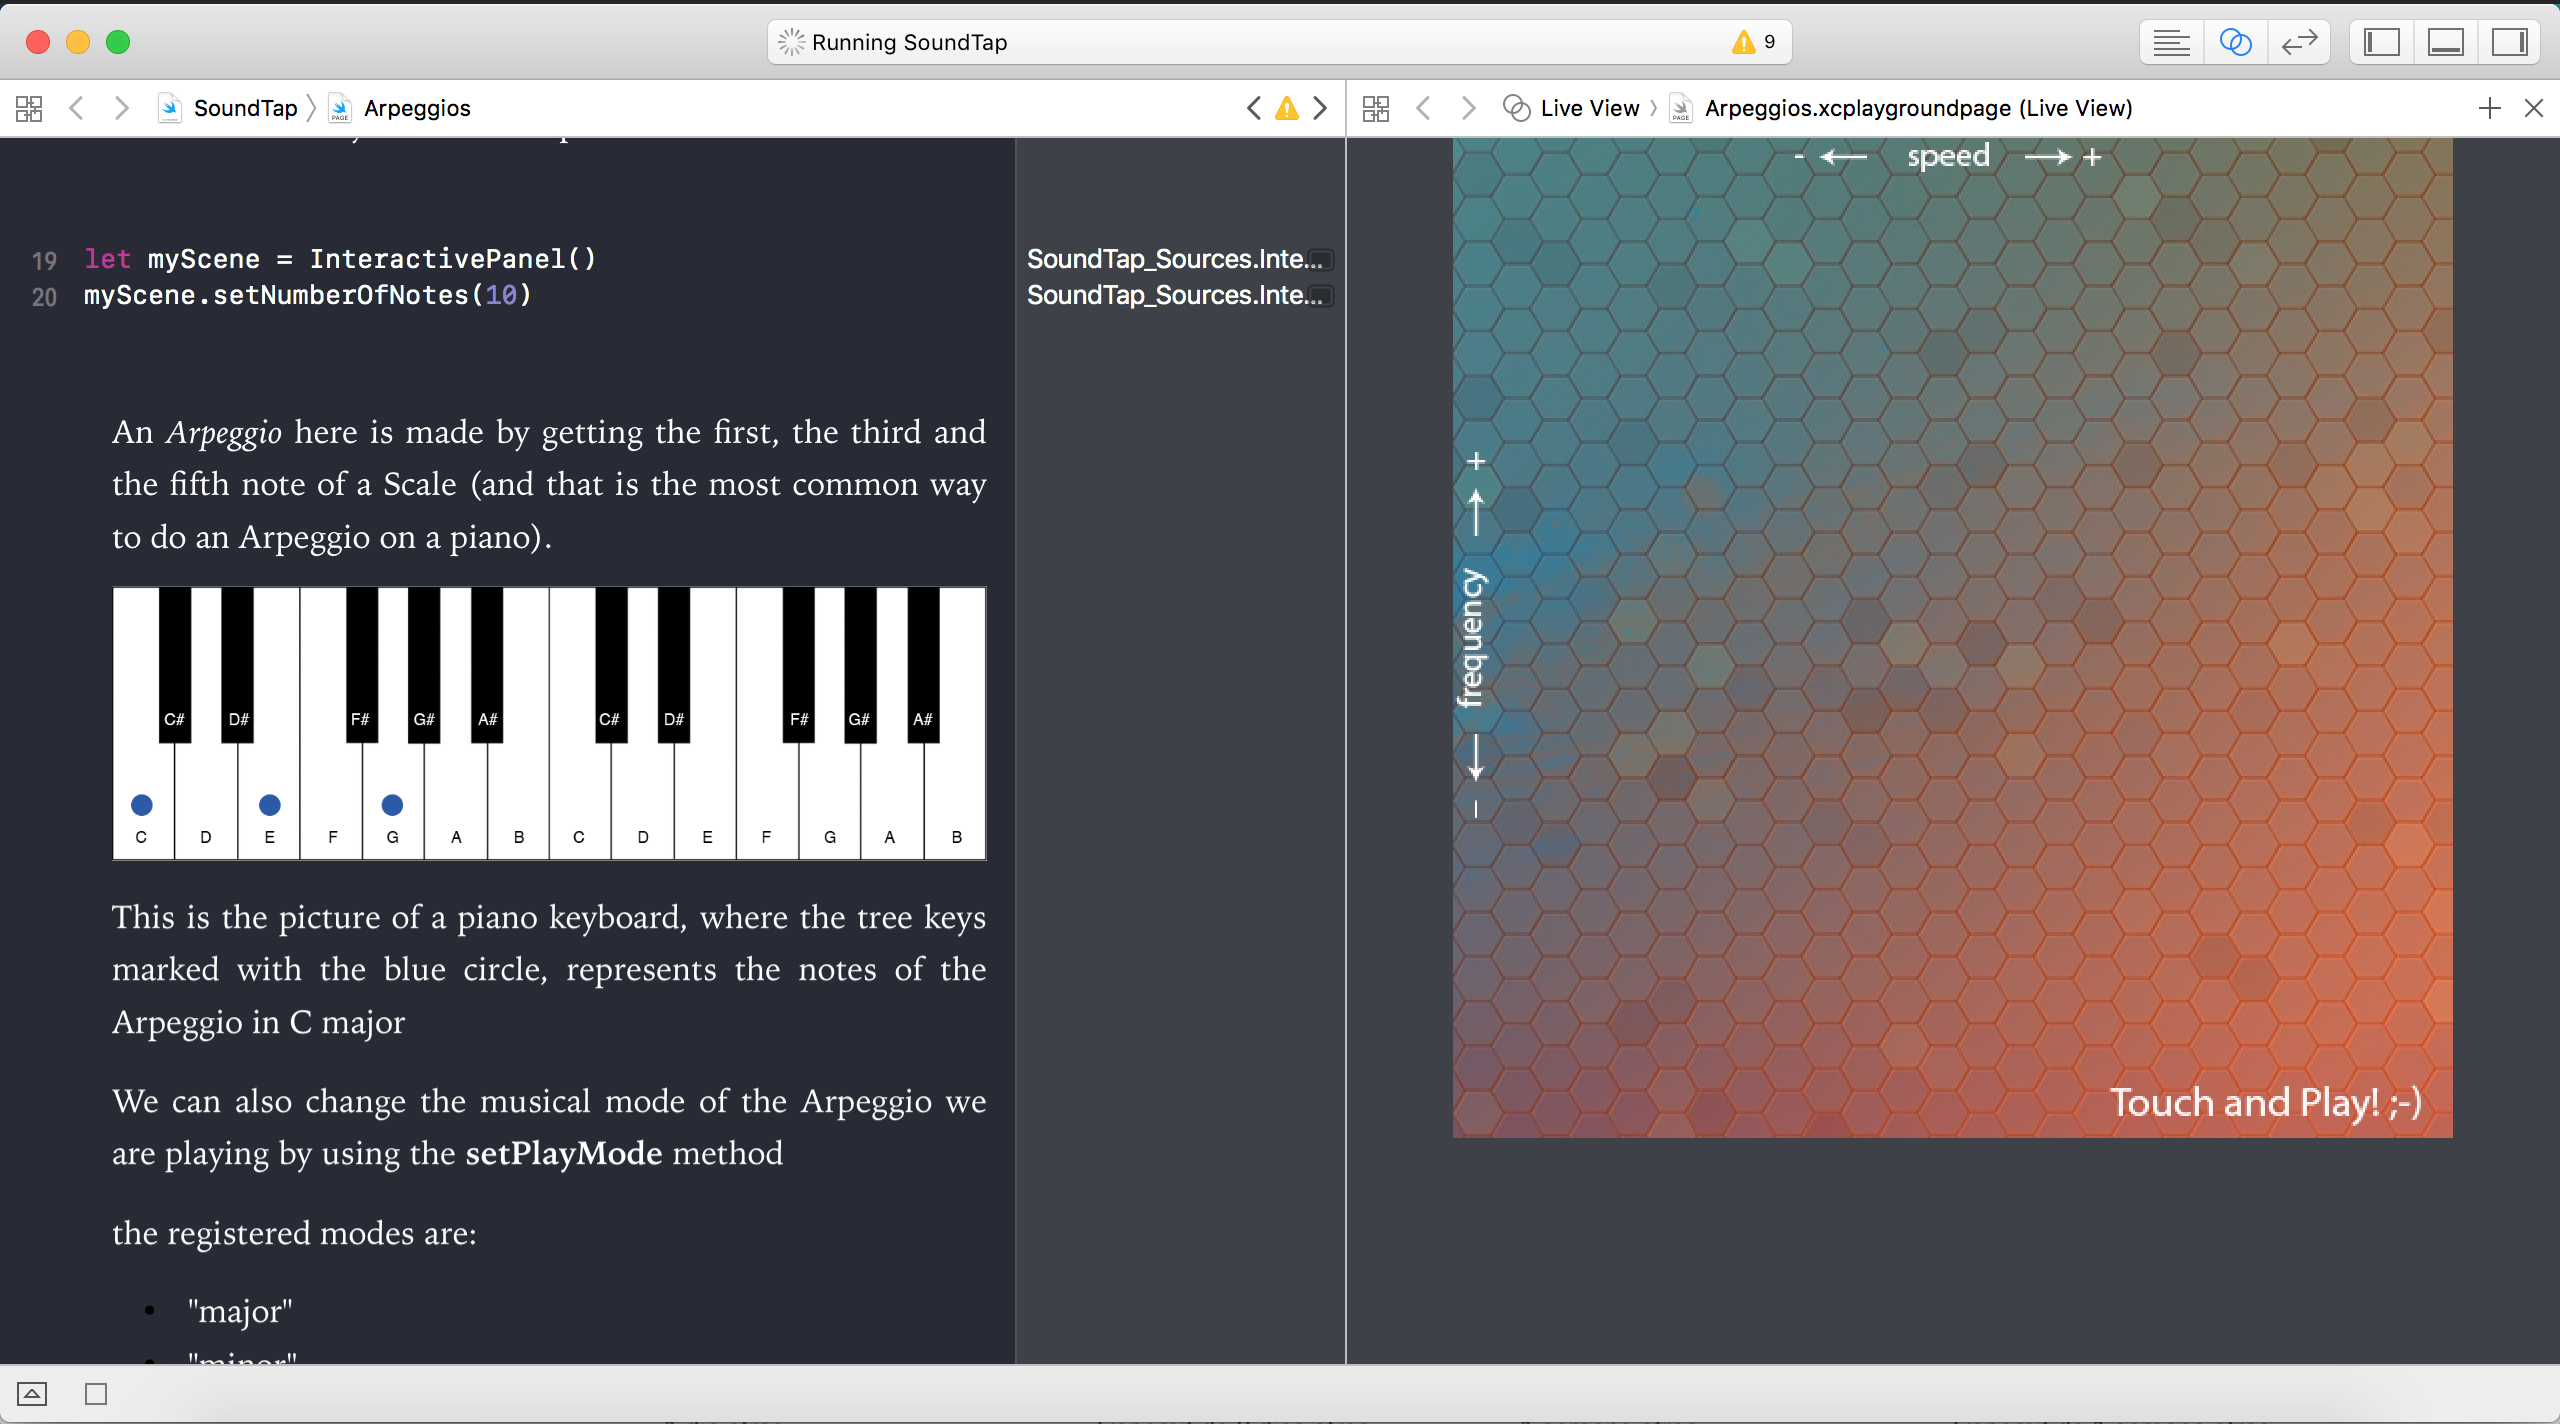 Running SoundTap
9
SoundTap
Arpeggios
Live View
Arpeggios.xcplaygroundpage (Live View)
19 let myScene = InteractivePanel()
20 myScene.setNumberOfNotes(10)
SoundTap_Sources.Inte...
SoundTap_Sources.Inte...
An Arpeggio here is made by getting the first, the third and
the fifth note of a Scale (and that is the most common way
to do an Arpeggio on a piano).
C# D# F# G# A# C# D# F# G# A#
C D E F G A B C D E F G A B
This is the picture of a piano keyboard, where the tree keys
marked with the blue circle, represents the notes of the
Arpeggio in C major
We can also change the musical mode of the Arpeggio we
are playing by using the setPlayMode method
the registered modes are:
• "major"
• "minor"
- ← speed → +
+ → frequency ← -
Touch and Play! ;-)